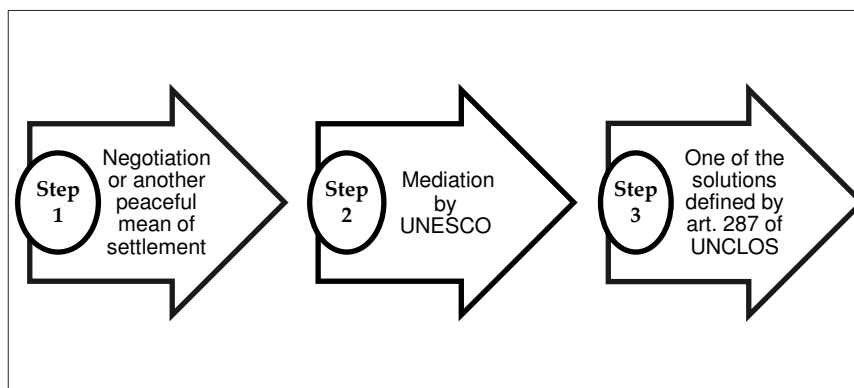 Step
1
Negotiation
or another
peaceful
mean of
settlement
Step
2
Mediation
by
UNESCO
Step
3
One of the
solutions
defined by
art. 287 of
UNCLOS